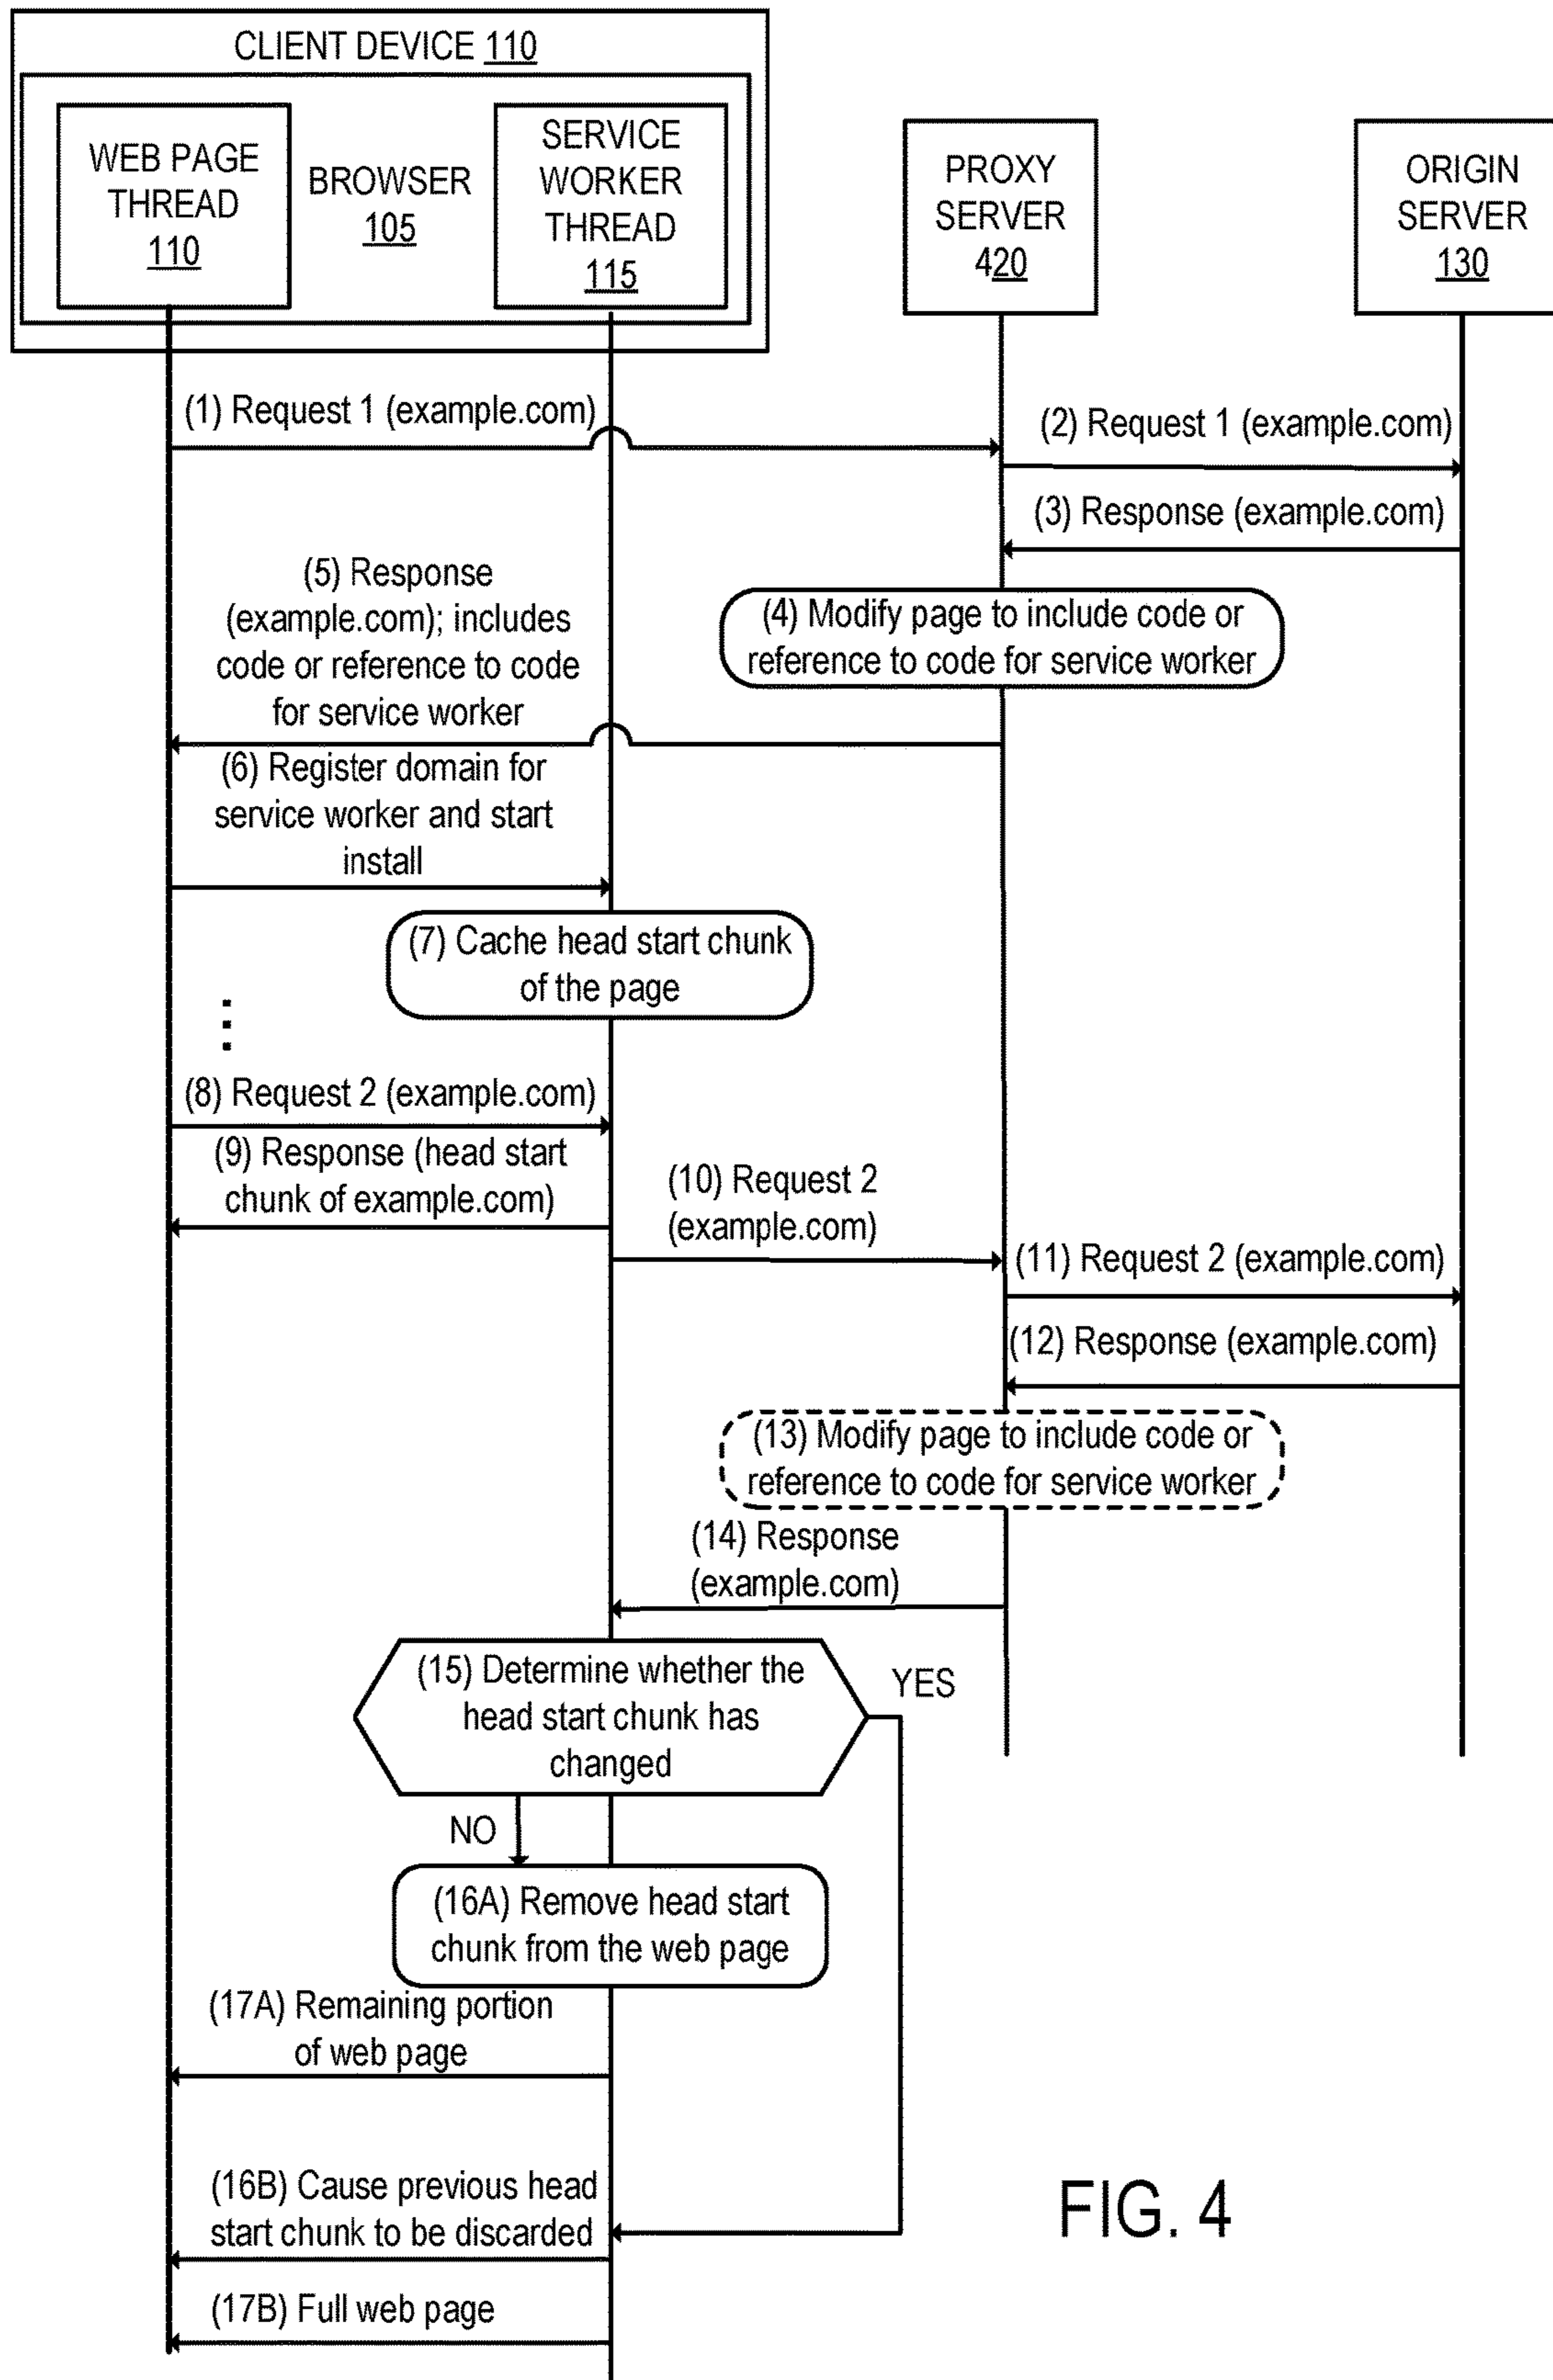 CLIENT DEVICE 110
WEB PAGE
THREAD
110
BROWSER
105
SERVICE
WORKER
THREAD
115
PROXY
SERVER
420
ORIGIN
SERVER
130
(1) Request 1 (example.com)
(2) Request 1 (example.com)
(3) Response (example.com)
(4) Modify page to include code or
reference to code for service worker
(5) Response
(example.com); includes
code or reference to code
for service worker
(6) Register domain for
service worker and start
install
(7) Cache head start chunk
of the page
(8) Request 2 (example.com)
(9) Response (head start
chunk of example.com)
(10) Request 2
(example.com)
(11) Request 2 (example.com)
(12) Response (example.com)
(13) Modify page to include code or
reference to code for service worker
(14) Response
(example.com)
(15) Determine whether the
head start chunk has
changed
YES
NO
(16A) Remove head start
chunk from the web page
(17A) Remaining portion
of web page
(16B) Cause previous head
start chunk to be discarded
(17B) Full web page
FIG. 4